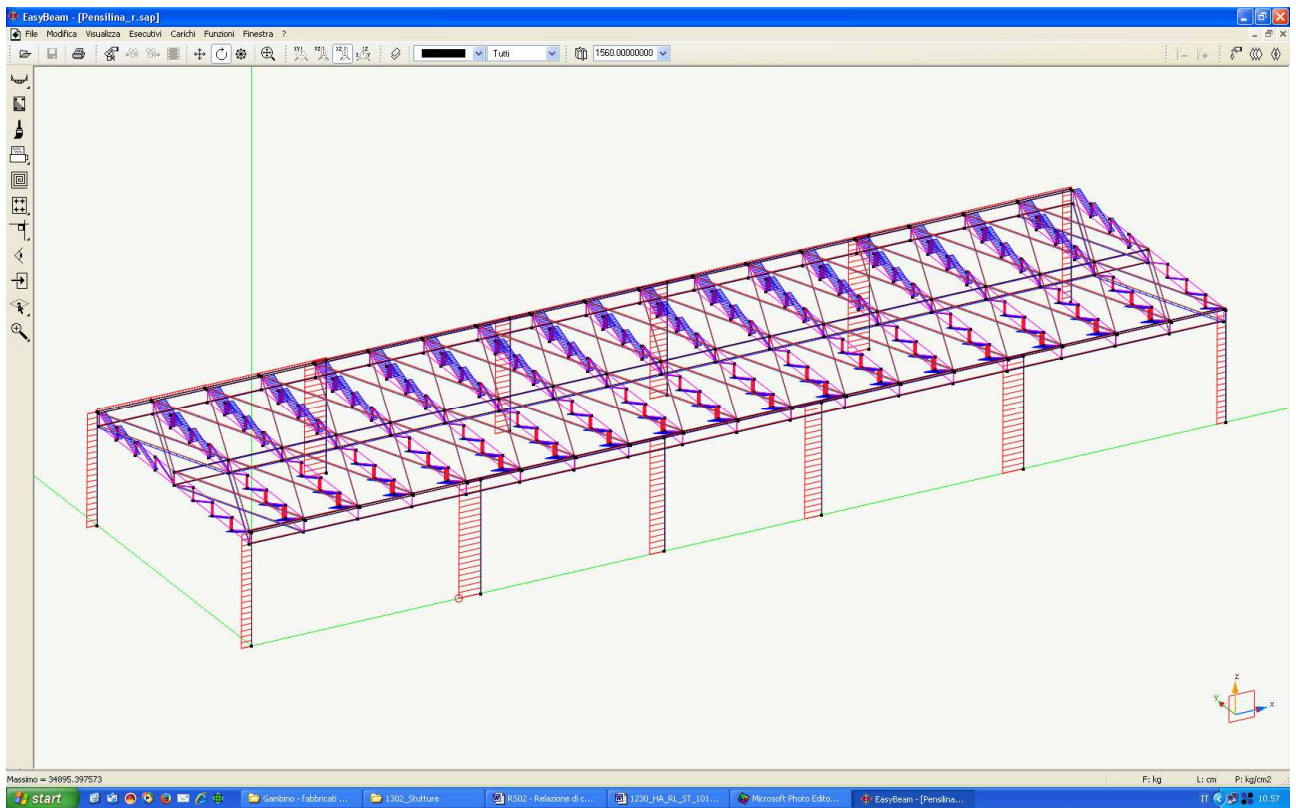 EasyBeam - [Pensilina_r.sap]
File Modifica Visualizza Esecutivi Carichi Funzioni Finestra ?
Tutti
1560.00000000
z
y
x
Massimo = 34895.397573
F: kg L: cm P: kg/cm2
start
Gambino - fabbricati ...
1302_Stutture
RS02 - Relazione di c...
1230_HA_RL_ST_101...
Microsoft Photo Edito...
EasyBeam - [Pensilina...
IT
10.57